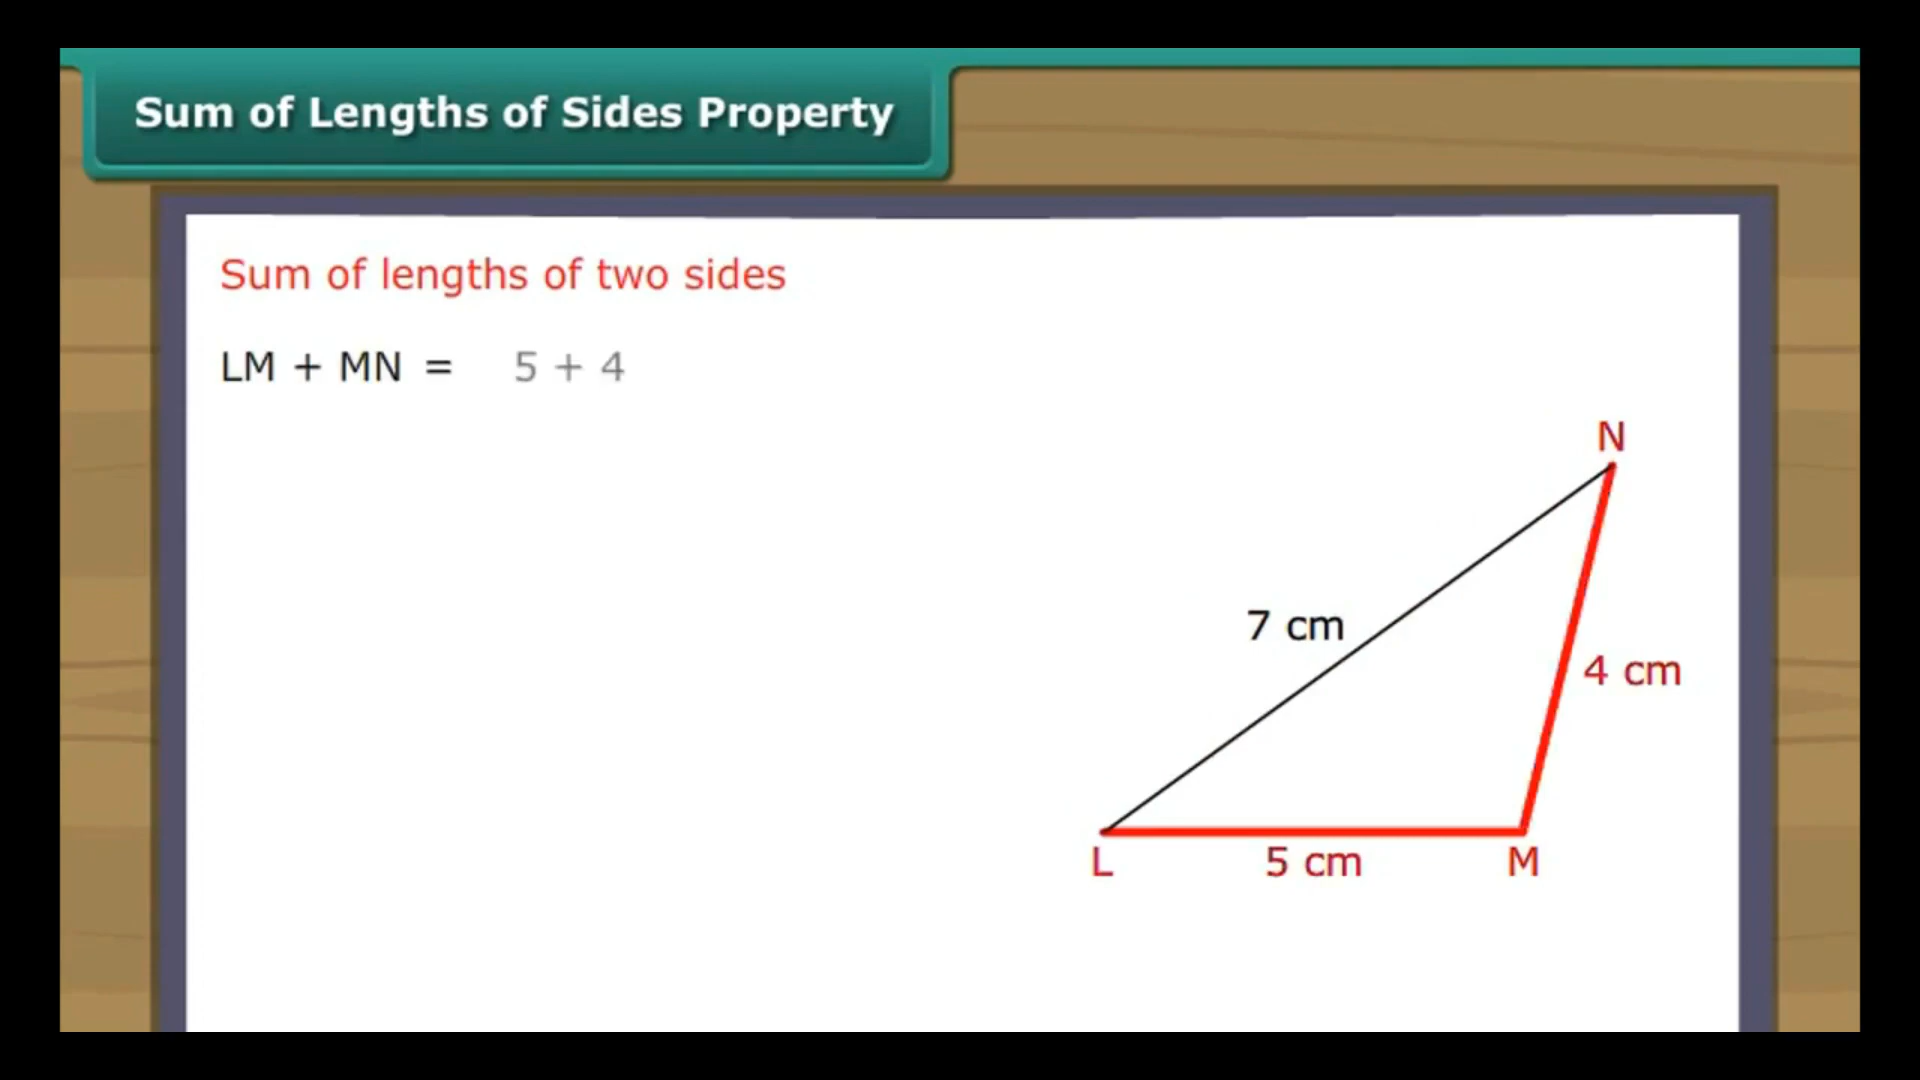 Sum of Lengths of Sides Property
Sum of lengths of two sides
LM + MN = 5 + 4
N
7 cm
4 cm
L 5 cm M